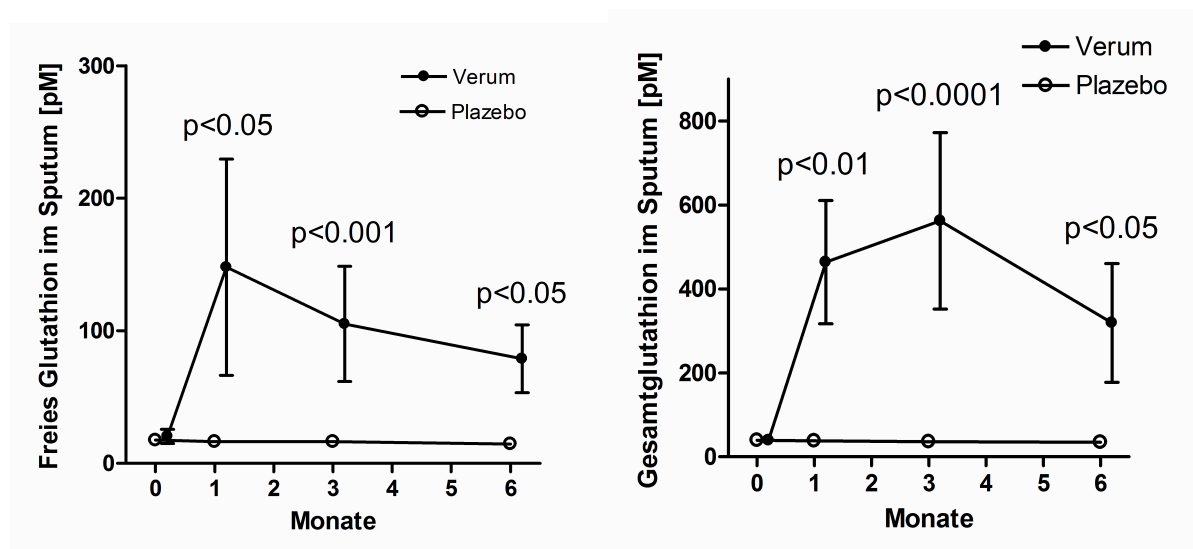 Freies Glutathion im Sputum [pM]
300
200
100
0
Verum
Plazebo
p<0.05
p<0.001
p<0.05
0 1 2 3 4 5 6
Monate
Gesamtglutathion im Sputum [pM]
800
600
400
200
0
Verum
Plazebo
p<0.01
p<0.0001
p<0.05
0 1 2 3 4 5 6
Monate